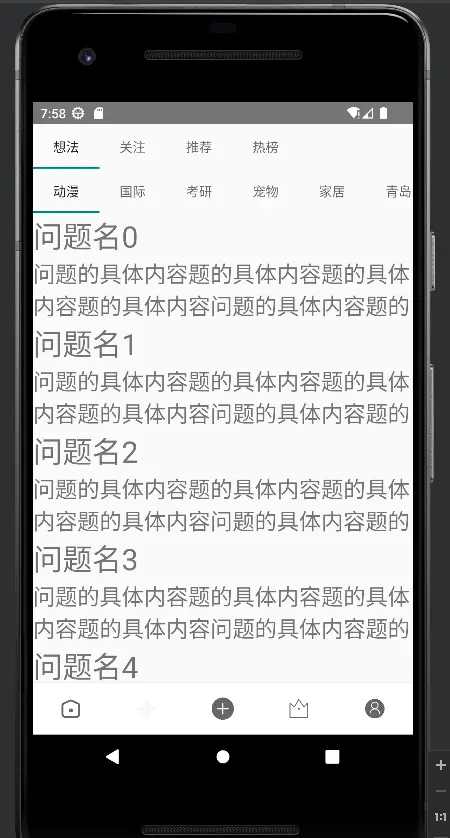 7:58
想法 关注 推荐 热榜
动漫 国际 考研 宠物 家居 青岛
问题名0
问题的具体内容题的具体内容题的具体
内容题的具体内容问题的具体内容题的
问题名1
问题的具体内容题的具体内容题的具体
内容题的具体内容问题的具体内容题的
问题名2
问题的具体内容题的具体内容题的具体
内容题的具体内容问题的具体内容题的
问题名3
问题的具体内容题的具体内容题的具体
内容题的具体内容问题的具体内容题的
问题名4
1:1